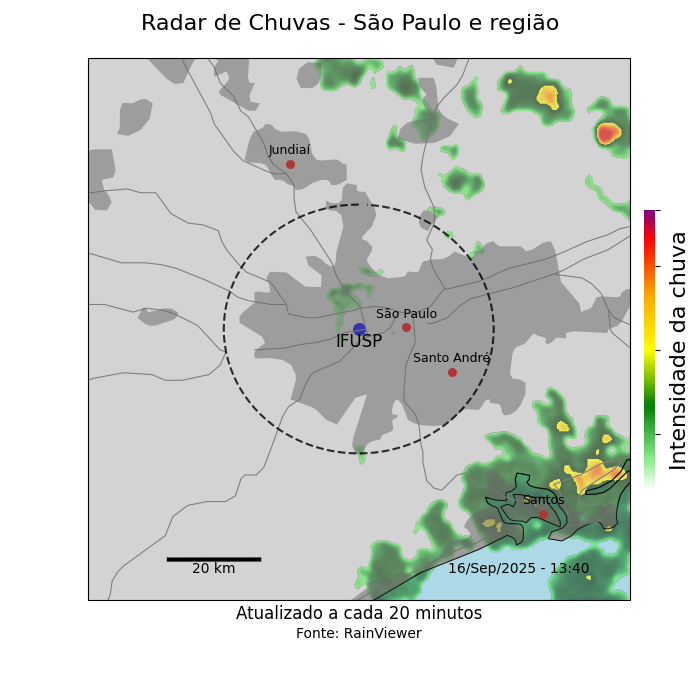 Radar de Chuvas - São Paulo e região
Jundiaí
São Paulo
IFUSP
Santo André
Santos
20 km
16/Sep/2025 - 13:40
Intensidade da chuva
Atualizado a cada 20 minutos
Fonte: RainViewer